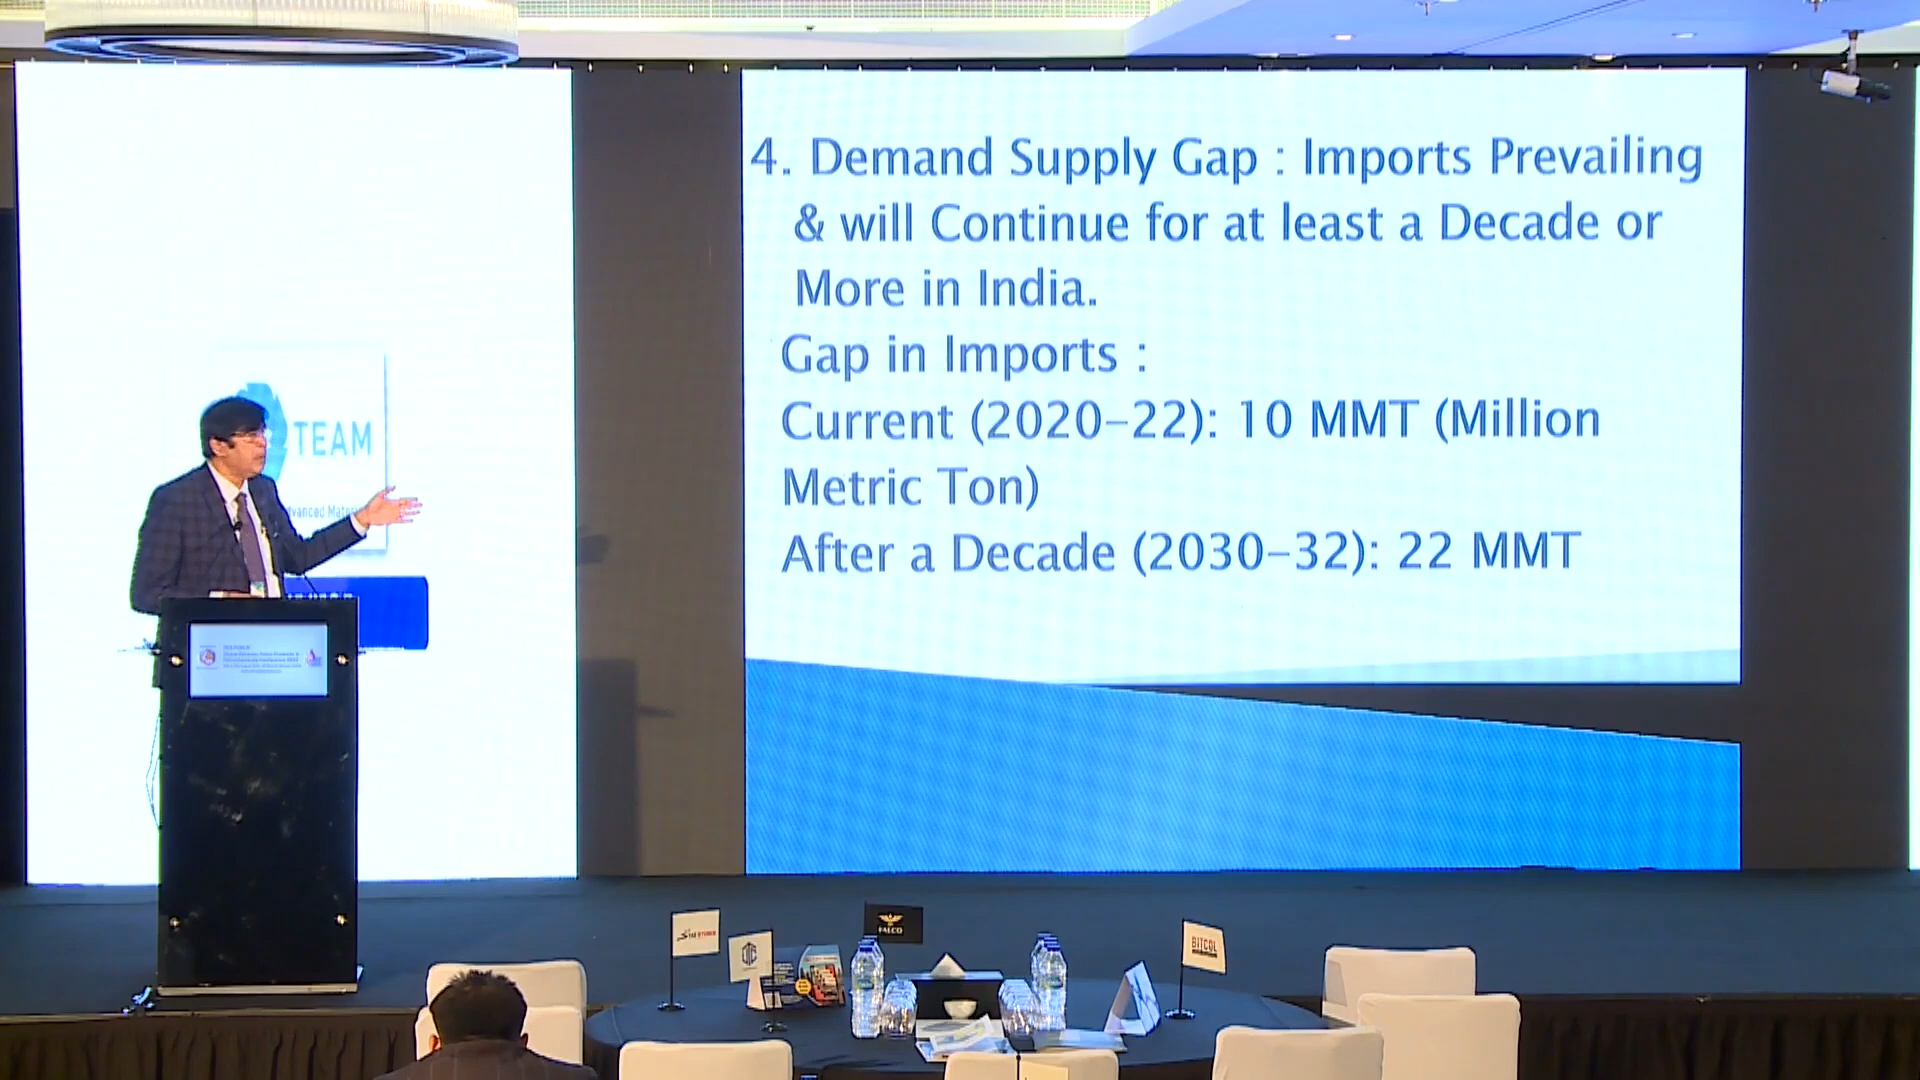 4. Demand Supply Gap : Imports Prevailing
& will Continue for at least a Decade or
More in India.
Gap in Imports :
Current (2020-22): 10 MMT (Million
Metric Ton)
After a Decade (2030-32): 22 MMT
TEAM
FALCO
BITCOL